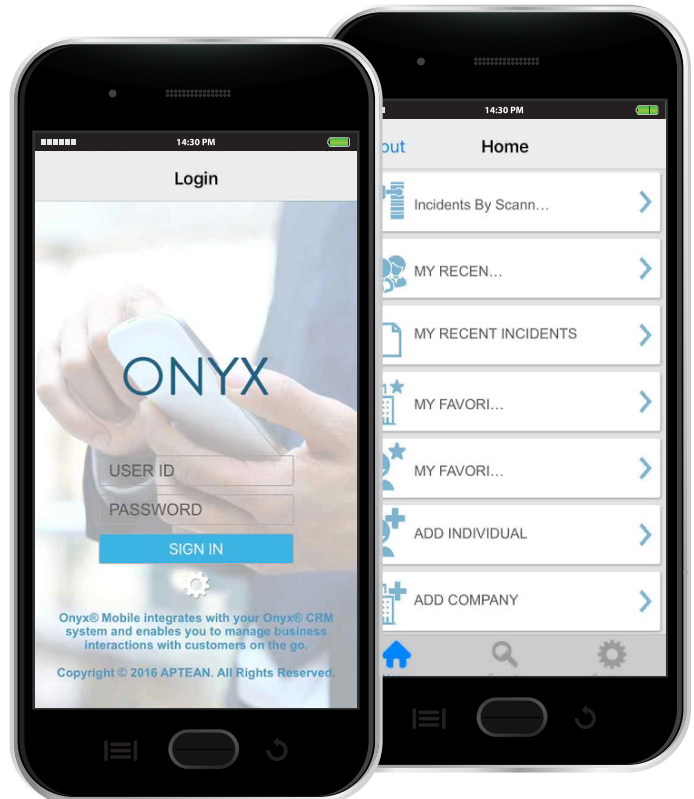 14:30 PM
Login
ONYX
USER ID
PASSWORD
SIGN IN
Onyx® Mobile integrates with your Onyx® CRM
system and enables you to manage business
interactions with customers on the go.
Copyright © 2016 APTEAN. All Rights Reserved.
14:30 PM
out Home
Incidents By Scann...
MY RECEN...
MY RECENT INCIDENTS
MY FAVORI...
MY FAVORI...
ADD INDIVIDUAL
ADD COMPANY